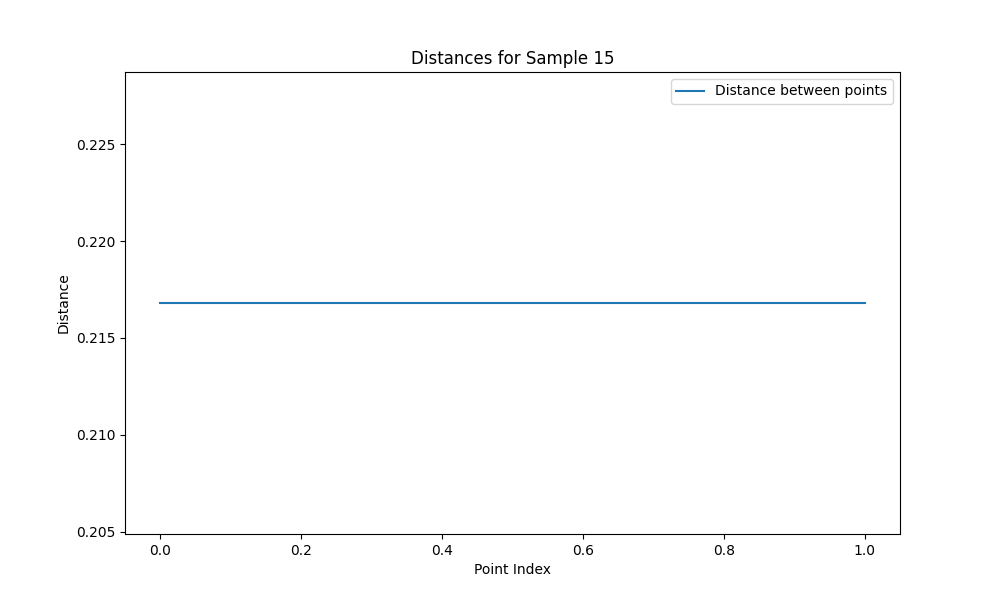 Distances for Sample 15
Distance between points
0.225
0.220
0.215
0.210
0.205
Distance
0.0 0.2 0.4 0.6 0.8 1.0
Point Index